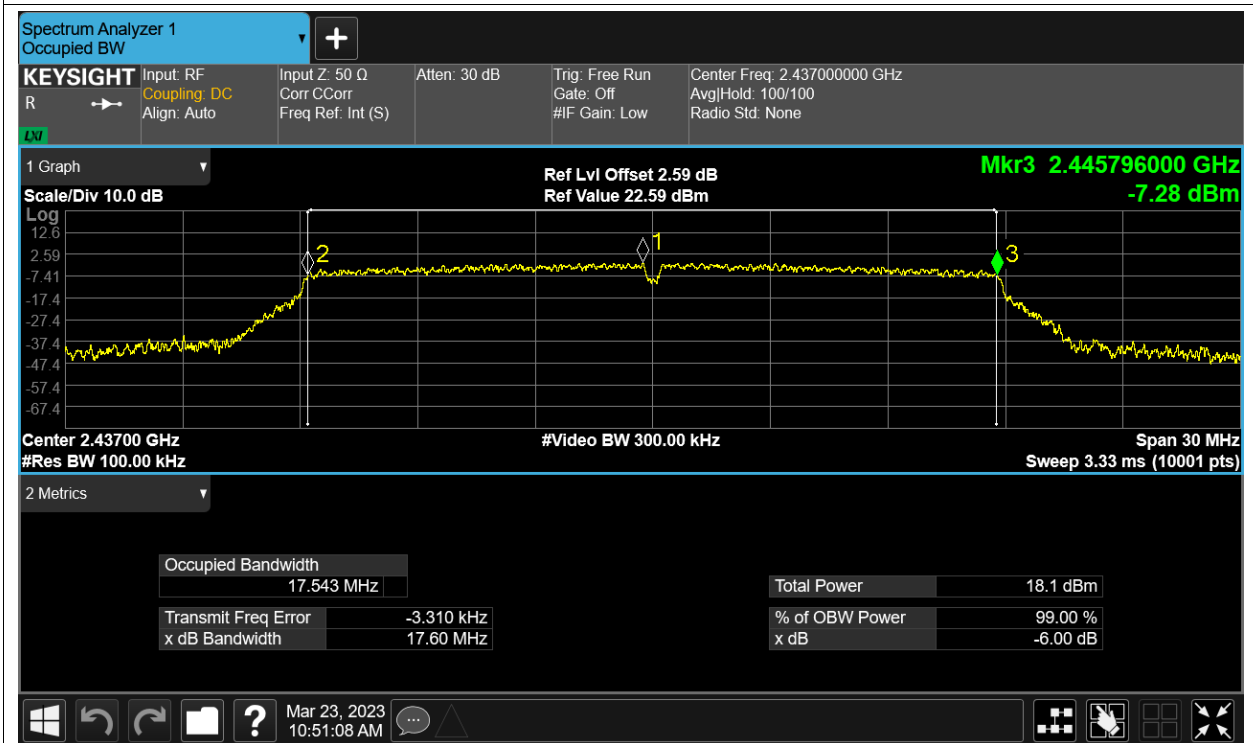 Spectrum Analyzer 1
Occupied BW
+
KEYSIGHT
R
LXI
Input: RF
Coupling: DC
Align: Auto
Input Z: 50 Ω
Corr CCorr
Freq Ref: Int (S)
Atten: 30 dB
Trig: Free Run
Gate: Off
#IF Gain: Low
Center Freq: 2.437000000 GHz
Avg|Hold: 100/100
Radio Std: None
1 Graph
Scale/Div 10.0 dB
Ref Lvl Offset 2.59 dB
Ref Value 22.59 dBm
Mkr3 2.445796000 GHz
-7.28 dBm
Log
12.6
2.59
-7.41
-17.4
-27.4
-37.4
-47.4
-57.4
-67.4
2
1
3
Center 2.43700 GHz
#Res BW 100.00 kHz
#Video BW 300.00 kHz
Span 30 MHz
Sweep 3.33 ms (10001 pts)
2 Metrics
Occupied Bandwidth
17.543 MHz
Transmit Freq Error -3.310 kHz
x dB Bandwidth 17.60 MHz
Total Power 18.1 dBm
% of OBW Power 99.00 %
x dB -6.00 dB
?
Mar 23, 2023
10:51:08 AM